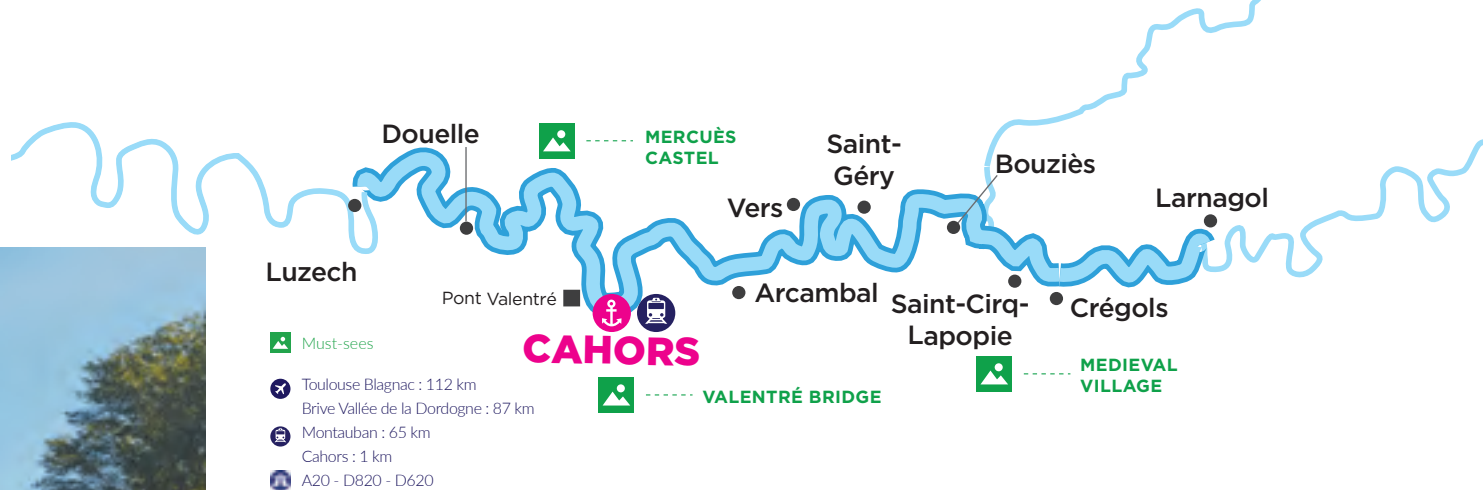 Douelle
MERCUÈS
CASTEL
Saint-
Géry
Bouziès
Vers
Larnagol
Luzech
Pont Valentré
Arcambal
Saint-Cirq-
Lapopie
Crégols
CAHORS
Must-sees
MEDIEVAL
VILLAGE
VALENTRÉ BRIDGE
Toulouse Blagnac : 112 km
Brive Vallée de la Dordogne : 87 km
Montauban : 65 km
Cahors : 1 km
A20 - D820 - D620